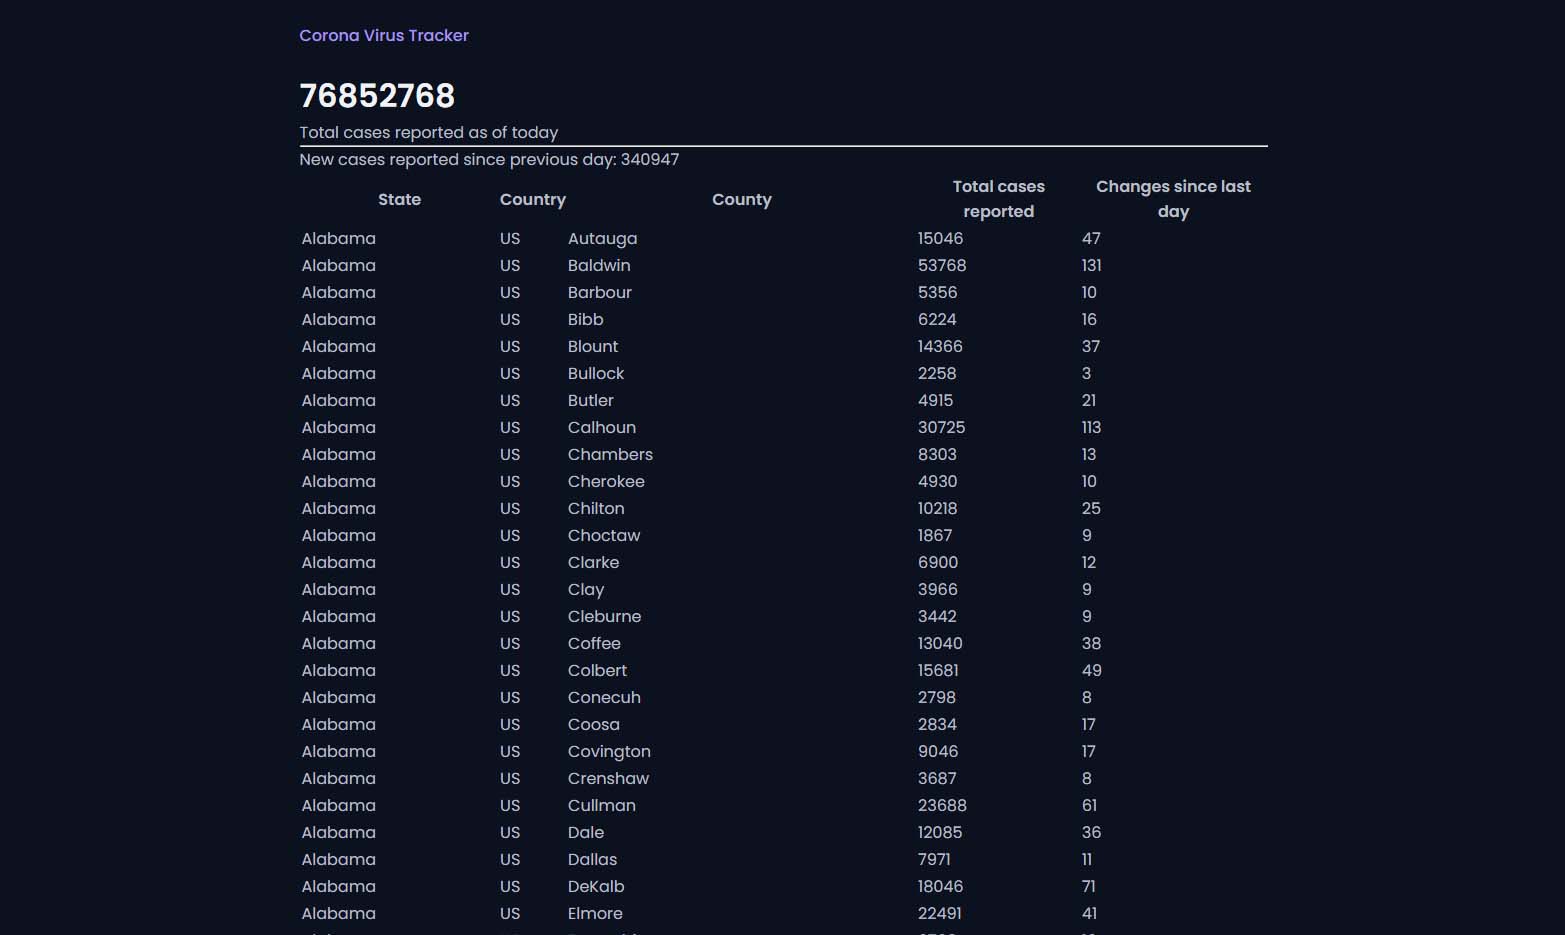 Corona Virus Tracker
76852768
Total cases reported as of today
New cases reported since previous day: 340947
State Country County Total cases reported Changes since last day
Alabama US Autauga 15046 47
Alabama US Baldwin 53768 131
Alabama US Barbour 5356 10
Alabama US Bibb 6224 16
Alabama US Blount 14366 37
Alabama US Bullock 2258 3
Alabama US Butler 4915 21
Alabama US Calhoun 30725 113
Alabama US Chambers 8303 13
Alabama US Cherokee 4930 10
Alabama US Chilton 10218 25
Alabama US Choctaw 1867 9
Alabama US Clarke 6900 12
Alabama US Clay 3966 9
Alabama US Cleburne 3442 9
Alabama US Coffee 13040 38
Alabama US Colbert 15681 49
Alabama US Conecuh 2798 8
Alabama US Coosa 2834 17
Alabama US Covington 9046 17
Alabama US Crenshaw 3687 8
Alabama US Cullman 23688 61
Alabama US Dale 12085 36
Alabama US Dallas 7971 11
Alabama US DeKalb 18046 71
Alabama US Elmore 22491 41